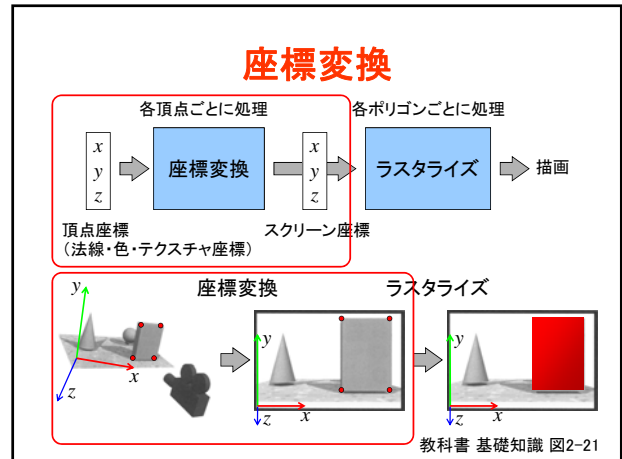 座標変換
各頂点ごとに処理 各ポリゴンごとに処理
x
y
z
座標変換
x
y
z
ラスタライズ
描画
頂点座標
(法線・色・テクスチャ座標)
スクリーン座標
座標変換 ラスタライズ
y
x
z
y
x
z
y
x
z
教科書 基礎知識 図2-21